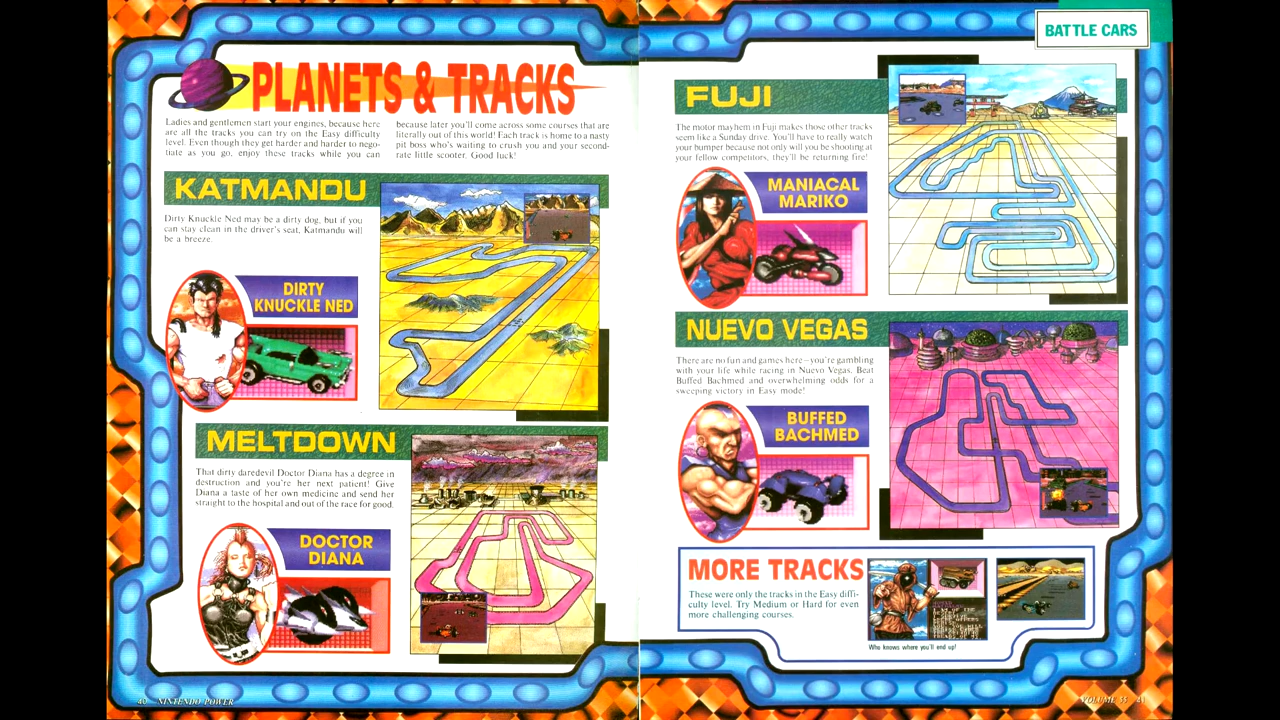 BATTLE CARS
PLANETS & TRACKS
Ladies and gentlemen start your engines, because here
are all the tracks you can try on the Easy difficulty
level. Even though they get harder and harder to nego-
tiate as you go, enjoy these tracks while you can
because later you'll come across some courses that are
literally out of this world! Each track is home to a nasty
pit boss who's waiting to crush you and your second-
rate little scooter. Good luck!
KATMANDU
Dirty Knuckle Ned may be a dirty dog, but if you
can stay clean in the driver's seat, Katmandu will
be a breeze.
DIRTY
KNUCKLE NED
MELTDOWN
That dirty daredevil Doctor Diana has a degree in
destruction and you're her next patient! Give
Diana a taste of her own medicine and send her
straight to the hospital and out of the race for good.
DOCTOR
DIANA
40 NINTENDO POWER
FUJI
The motor mayhem in Fuji makes those other tracks
seem like a Sunday drive. You'll have to really watch
your bumper because not only will you be shooting at
your fellow competitors, they'll be returning fire!
MANIACAL
MARIKO
NUEVO VEGAS
There are no fun and games here–you're gambling
with your life while racing in Nuevo Vegas. Beat
Buffed Bachmed and overwhelming odds for a
sweeping victory in Easy mode!
BUFFED
BACHMED
MORE TRACKS
These were only the tracks in the Easy diffi-
culty level. Try Medium or Hard for even
more challenging courses.
Who knows where you'll end up!
VOLUME 55 41